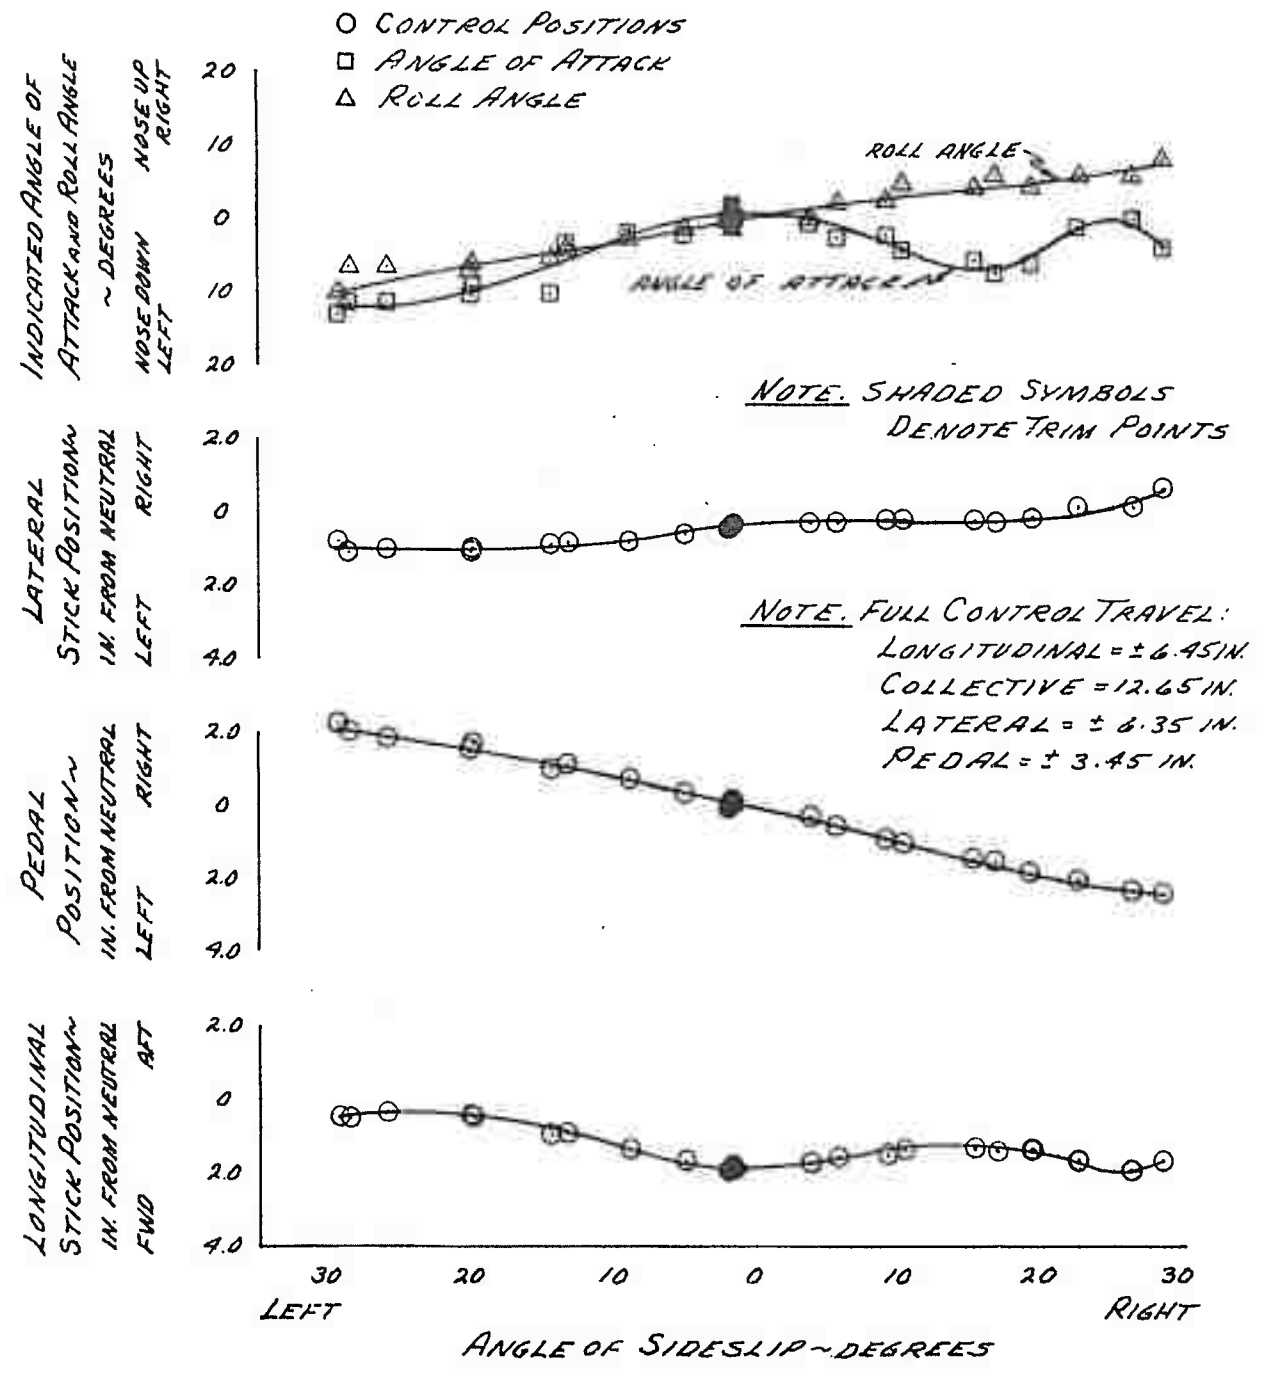 CONTROL POSITIONS
ANGLE OF ATTACK
ROLL ANGLE
INDICATED ANGLE OF
ATTACK AND ROLL ANGLE
~ DEGREES
NOSE DOWN NOSE UP
LEFT RIGHT
20
10
0
10
20
ROLL ANGLE
ANGLE OF ATTACK
NOTE. SHADED SYMBOLS
DENOTE TRIM POINTS
LATERAL
STICK POSITION~
IN. FROM NEUTRAL
LEFT RIGHT
2.0
0
2.0
4.0
NOTE. FULL CONTROL TRAVEL:
LONGITUDINAL = ± 6.45 IN.
COLLECTIVE = 12.65 IN.
LATERAL = ± 6.35 IN.
PEDAL = ± 3.45 IN.
PEDAL
POSITION~
IN. FROM NEUTRAL
LEFT RIGHT
2.0
0
2.0
4.0
LONGITUDINAL
STICK POSITION~
IN. FROM NEUTRAL
FWD AFT
2.0
0
2.0
4.0
30 20 10 0 10 20 30
LEFT RIGHT
ANGLE OF SIDESLIP ~ DEGREES